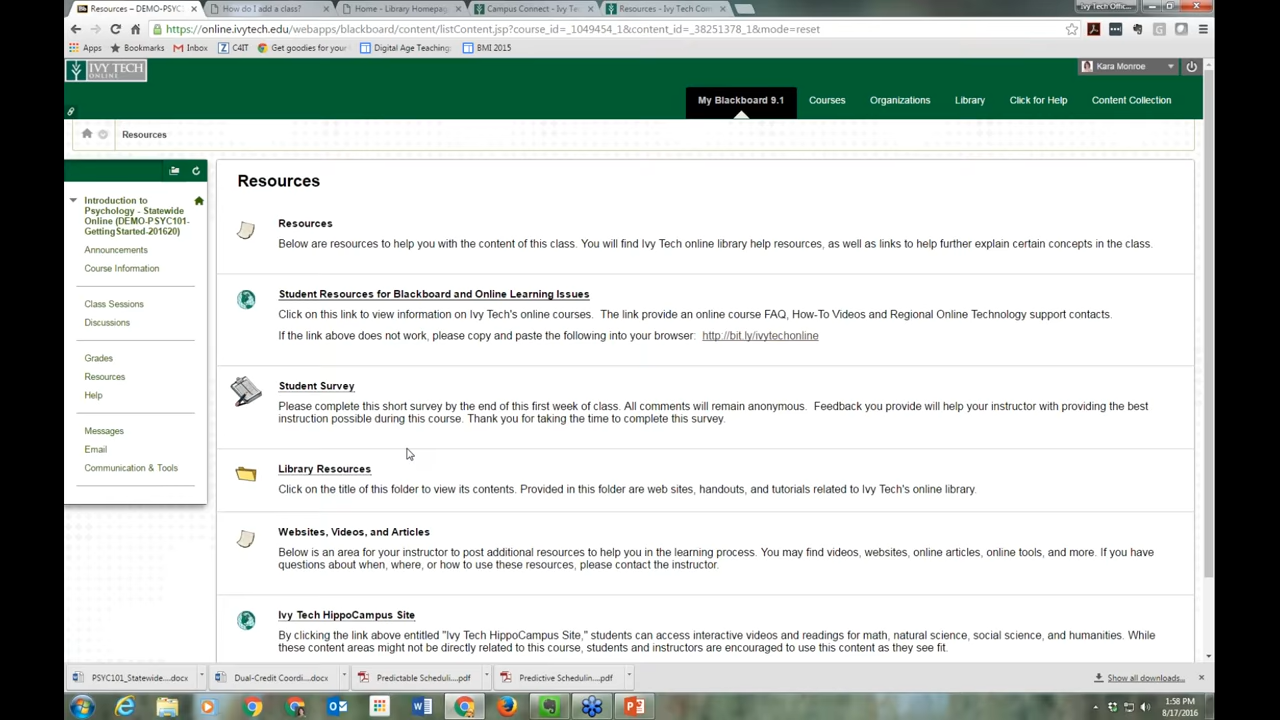 Resources – DEMO-PSYC1
How do I add a class?
Home - Library Homepag
Campus Connect - Ivy Te
Resources - Ivy Tech Com
Ivy Tech Offic...
https://online.ivytech.edu/webapps/blackboard/content/listContent.jsp?course_id=_1049454_1&content_id=_38251378_1&mode=reset
Apps
Bookmarks
Inbox
C4IT
Get goodies for your
Digital Age Teaching
BMI 2015
IVY TECH
ONLINE
Kara Monroe
My Blackboard 9.1
Courses
Organizations
Library
Click for Help
Content Collection
Resources
Introduction to
Psychology - Statewide
Online (DEMO-PSYC101-
GettingStarted-201620)
Announcements
Course Information
Class Sessions
Discussions
Grades
Resources
Help
Messages
Email
Communication & Tools
Resources
Resources
Below are resources to help you with the content of this class. You will find Ivy Tech online library help resources, as well as links to help further explain certain concepts in the class.
Student Resources for Blackboard and Online Learning Issues
Click on this link to view information on Ivy Tech's online courses. The link provide an online course FAQ, How-To Videos and Regional Online Technology support contacts.
If the link above does not work, please copy and paste the following into your browser: http://bit.ly/ivytechonline
Student Survey
Please complete this short survey by the end of this first week of class. All comments will remain anonymous. Feedback you provide will help your instructor with providing the best
instruction possible during this course. Thank you for taking the time to complete this survey.
Library Resources
Click on the title of this folder to view its contents. Provided in this folder are web sites, handouts, and tutorials related to Ivy Tech's online library.
Websites, Videos, and Articles
Below is an area for your instructor to post additional resources to help you in the learning process. You may find videos, websites, online articles, online tools, and more. If you have
questions about when, where, or how to use these resources, please contact the instructor.
Ivy Tech HippoCampus Site
By clicking the link above entitled "Ivy Tech HippoCampus Site," students can access interactive videos and readings for math, natural science, social science, and humanities. While
these content areas might not be directly related to this course, students and instructors are encouraged to use this content as they see fit.
PSYC101_Statewide....docx
Dual-Credit Coordi....docx
Predictable Scheduli....pdf
Predictive Schedulin....pdf
Show all downloads...
1:58 PM
8/17/2016